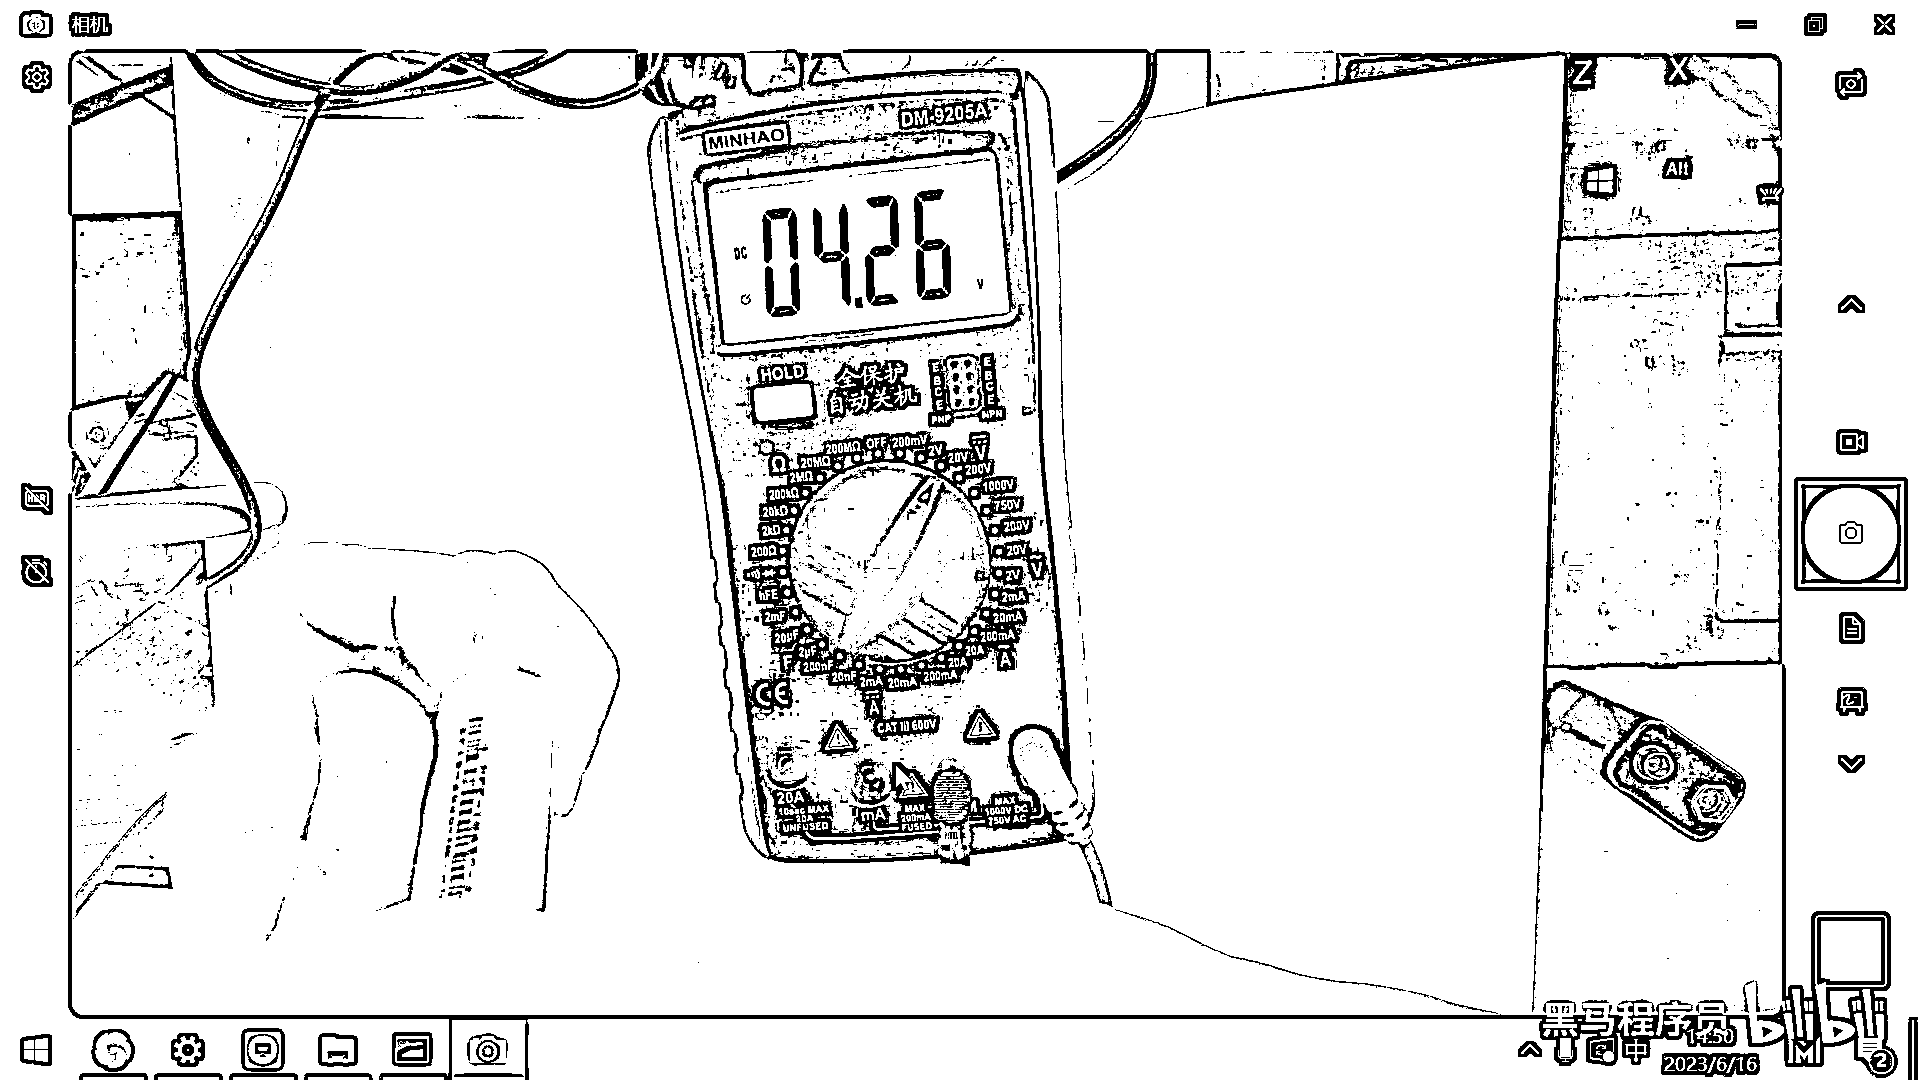 相机
Z X
Alt
DM-9205A
MINHAO
DC
04.26
V
HOLD
全保护
自动关机
E
B
C
E
E
B
C
E
PNP
NPN
200MΩ OFF 200mV
20MΩ 2V 20V V
Ω
2MΩ 200V
200kΩ 1000V
20kΩ 750V
2kΩ 200V
200Ω 20V
V
2V
hFE 2mA
2mF 20mA
20μF 200mA
2μF 20A
200nF 20A A
20nF 2mA 20mA 200mA
A
CE
CAT III 600V
20A
mA
10sec MAX
20A
UNFUSED
MAX
200mA
FUSED
MAX
1000V DC
750V AC
黑马程序员 bilibili
中
14:50
2023/6/16
M
2